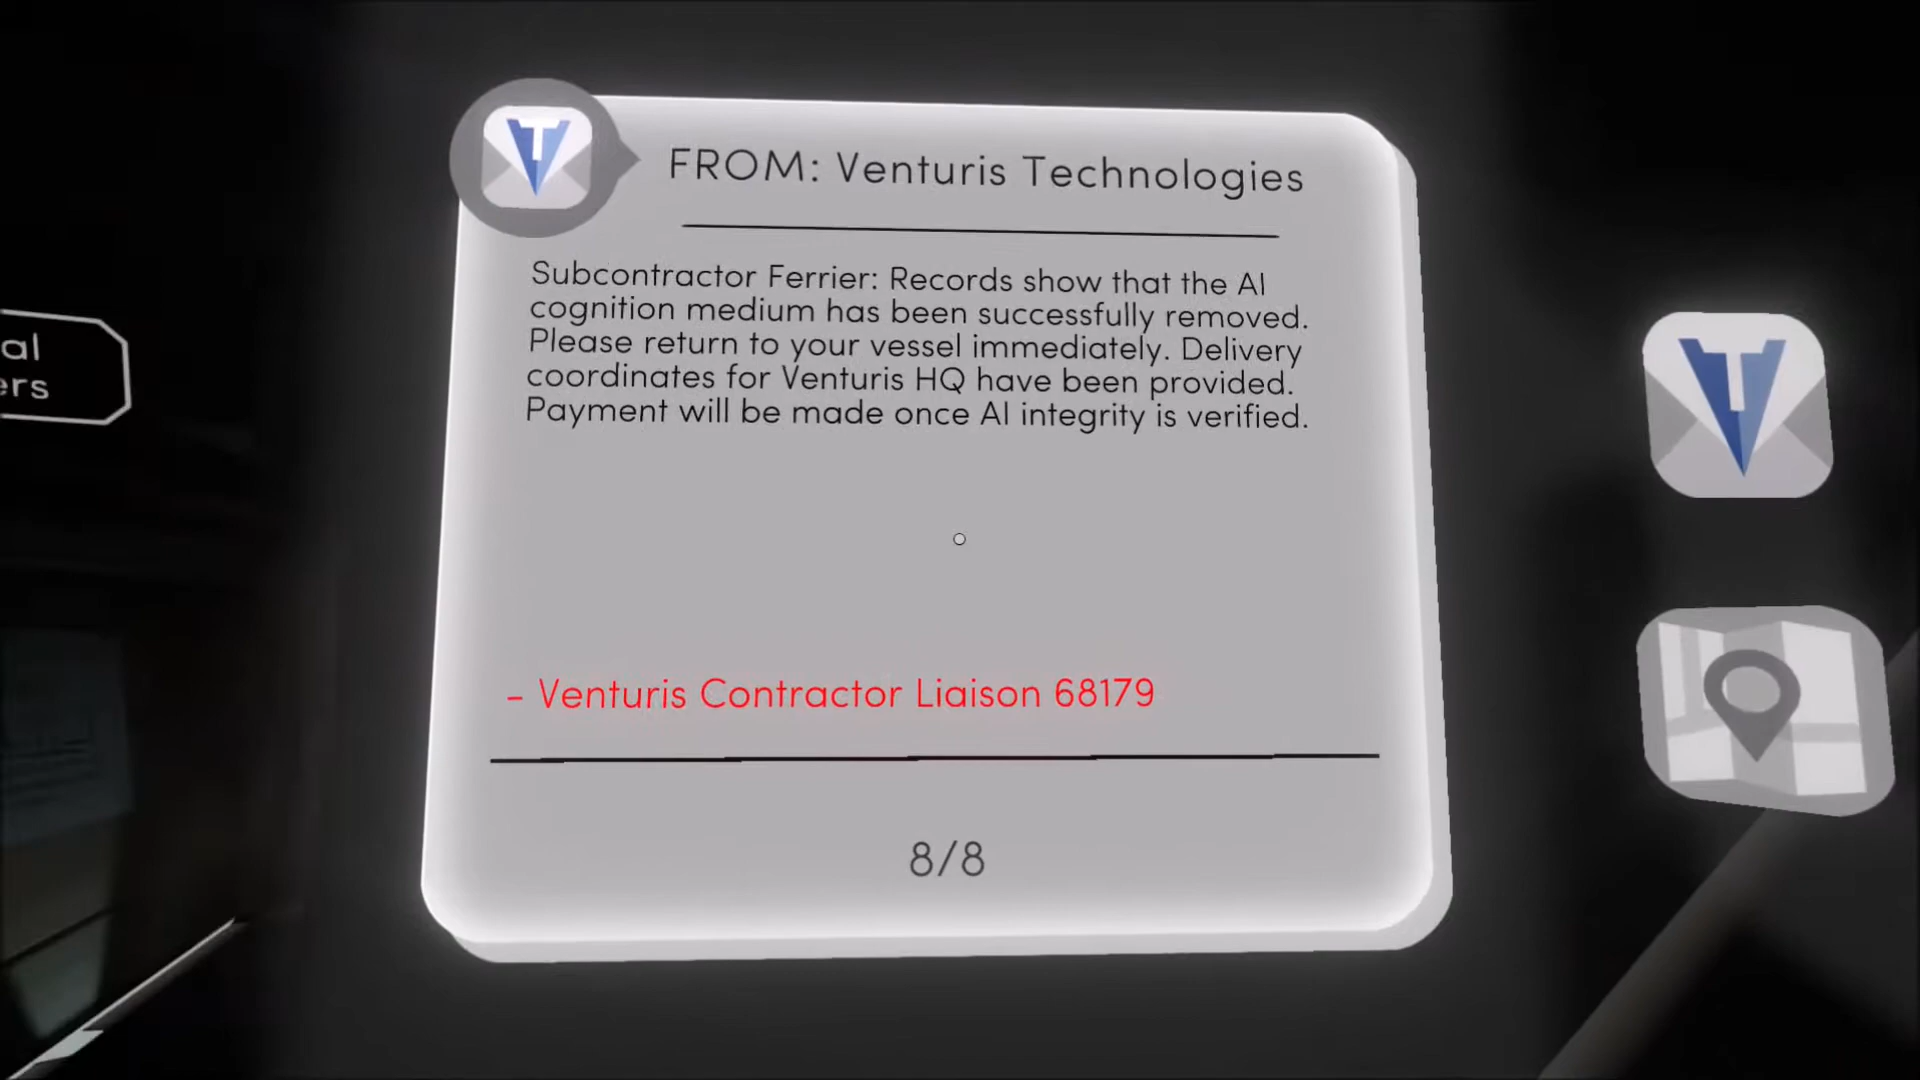 FROM: Venturis Technologies
Subcontractor Ferrier: Records show that the AI
cognition medium has been successfully removed.
Please return to your vessel immediately. Delivery
coordinates for Venturis HQ have been provided.
Payment will be made once AI integrity is verified.
– Venturis Contractor Liaison 68179
8/8
al
ers